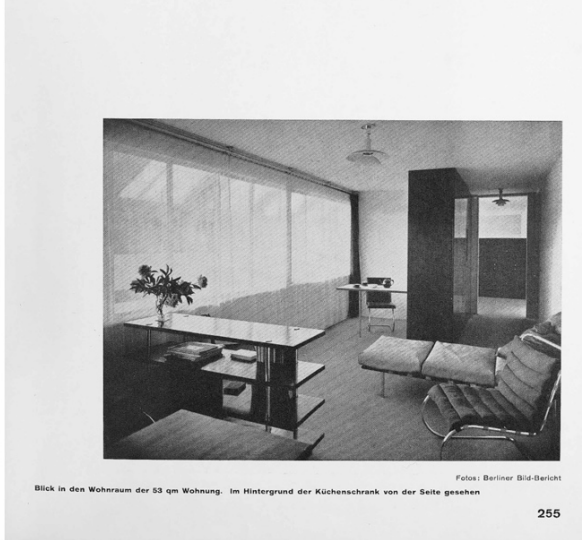 Fotos: Berliner Bild-Bericht
Blick in den Wohnraum der 53 qm Wohnung. Im Hintergrund der Küchenschrank von der Seite gesehen
255